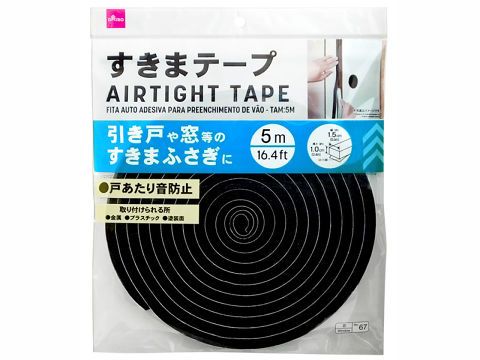 DAISO
すきまテープ
AIRTIGHT TAPE
FITA AUTO ADESIVA PARA PREENCHIMENTO DE VÃO - TAM:5M
引き戸や窓等の
すきまふさぎに
5m
16.4ft
1.5cm
1.0cm
●戸あたり音防止
取り付けられる所
●金属 ●プラスチック ●塗装面
67